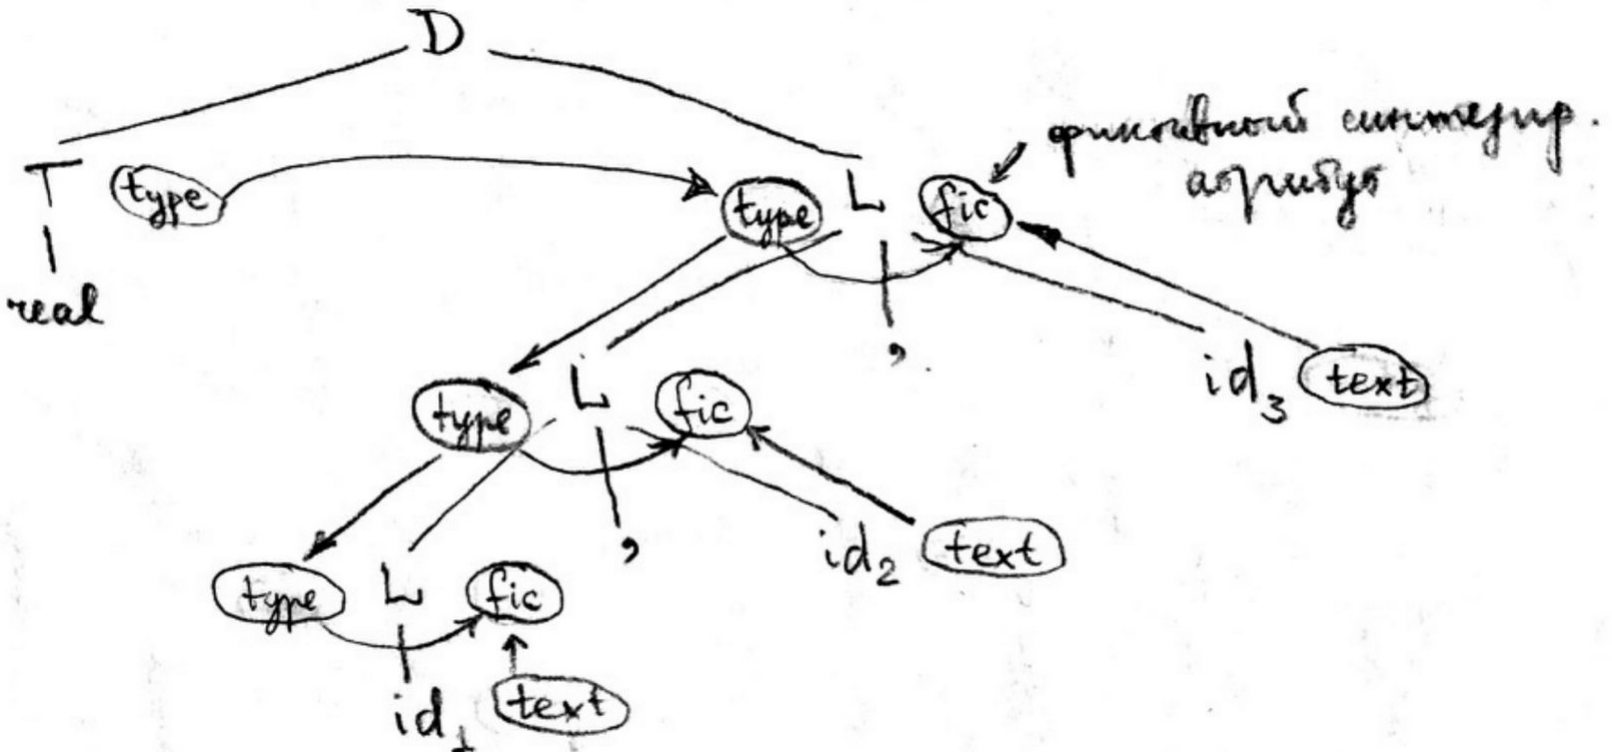 D
фиктивный синтезир.
атрибут
T type type L fic
real
,
id3 text
type L fic
,
id2 text
type L fic
id1 text